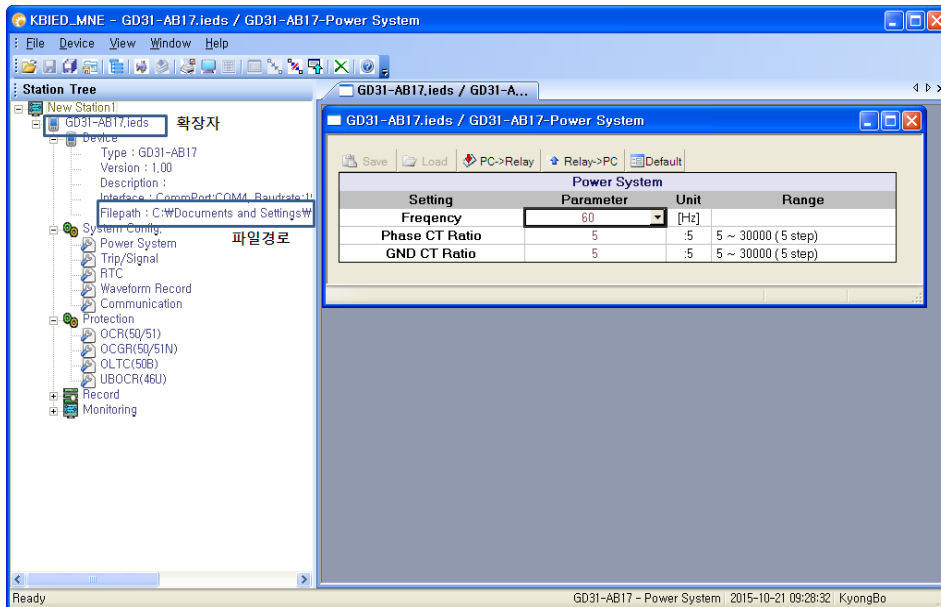 KBIED_MNE - GD31-AB17.ieds / GD31-AB17-Power System
File Device View Window Help
Station Tree
GD31-AB17.ieds / GD31-A...
New Station1
GD31-AB17.ieds 확장자
Device
Type : GD31-AB17
Version : 1.00
Description :
Interface : CommPort:COM4, Baudrate:1
Filepath : C:₩Documents and Settings₩
파일경로
System Config.
Power System
Trip/Signal
RTC
Waveform Record
Communication
Protection
OCR(50/51)
OCGR(50/51N)
OLTC(50B)
UBOCR(46U)
Record
Monitoring
GD31-AB17.ieds / GD31-AB17-Power System
Save Load PC->Relay Relay->PC Default
Power System
Setting Parameter Unit Range
Freqency 60 [Hz]
Phase CT Ratio 5 :5 5 ~ 30000 ( 5 step)
GND CT Ratio 5 :5 5 ~ 30000 ( 5 step)
Ready GD31-AB17 - Power System 2015-10-21 09:28:32 KyongBo